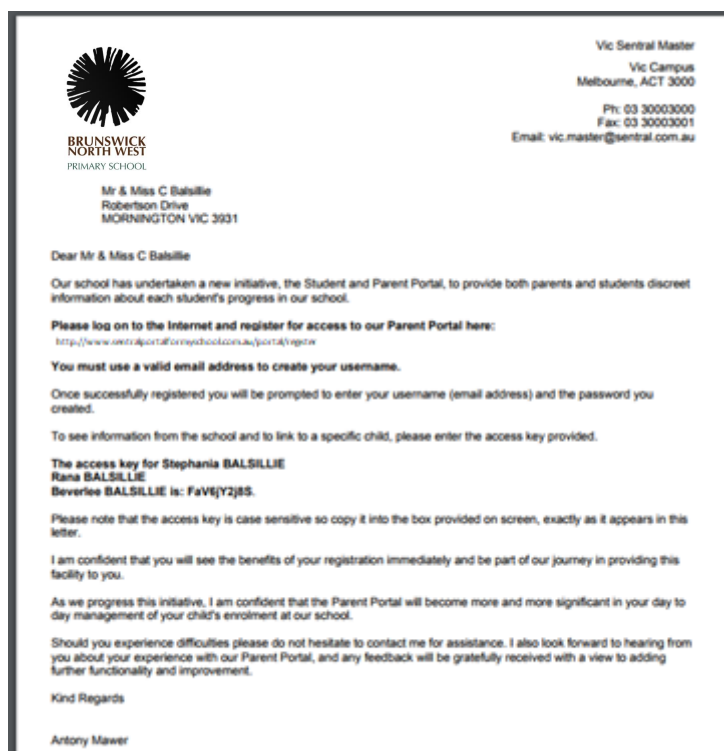 Vic Sentral Master
Vic Campus
Melbourne, ACT 3000
Ph: 03 30003000
Fax: 03 30003001
Email: vic.master@sentral.com.au
BRUNSWICK
NORTH WEST
PRIMARY SCHOOL
Mr & Miss C Balsillie
Robertson Drive
MORNINGTON VIC 3931
Dear Mr & Miss C Balsillie
Our school has undertaken a new initiative, the Student and Parent Portal, to provide both parents and students discreet
information about each student's progress in our school.
Please log on to the Internet and register for access to our Parent Portal here:
http://www.sentralportalformyschool.com.au/portal/register
You must use a valid email address to create your username.
Once successfully registered you will be prompted to enter your username (email address) and the password you
created.
To see information from the school and to link to a specific child, please enter the access key provided.
The access key for Stephania BALSILLIE
Rana BALSILLIE
Beverlee BALSILLIE is: FaV6jY2j8S.
Please note that the access key is case sensitive so copy it into the box provided on screen, exactly as it appears in this
letter.
I am confident that you will see the benefits of your registration immediately and be part of our journey in providing this
facility to you.
As we progress this initiative, I am confident that the Parent Portal will become more and more significant in your day to
day management of your child's enrolment at our school.
Should you experience difficulties please do not hesitate to contact me for assistance. I also look forward to hearing from
you about your experience with our Parent Portal, and any feedback will be gratefully received with a view to adding
further functionality and improvement.
Kind Regards
Antony Mawer